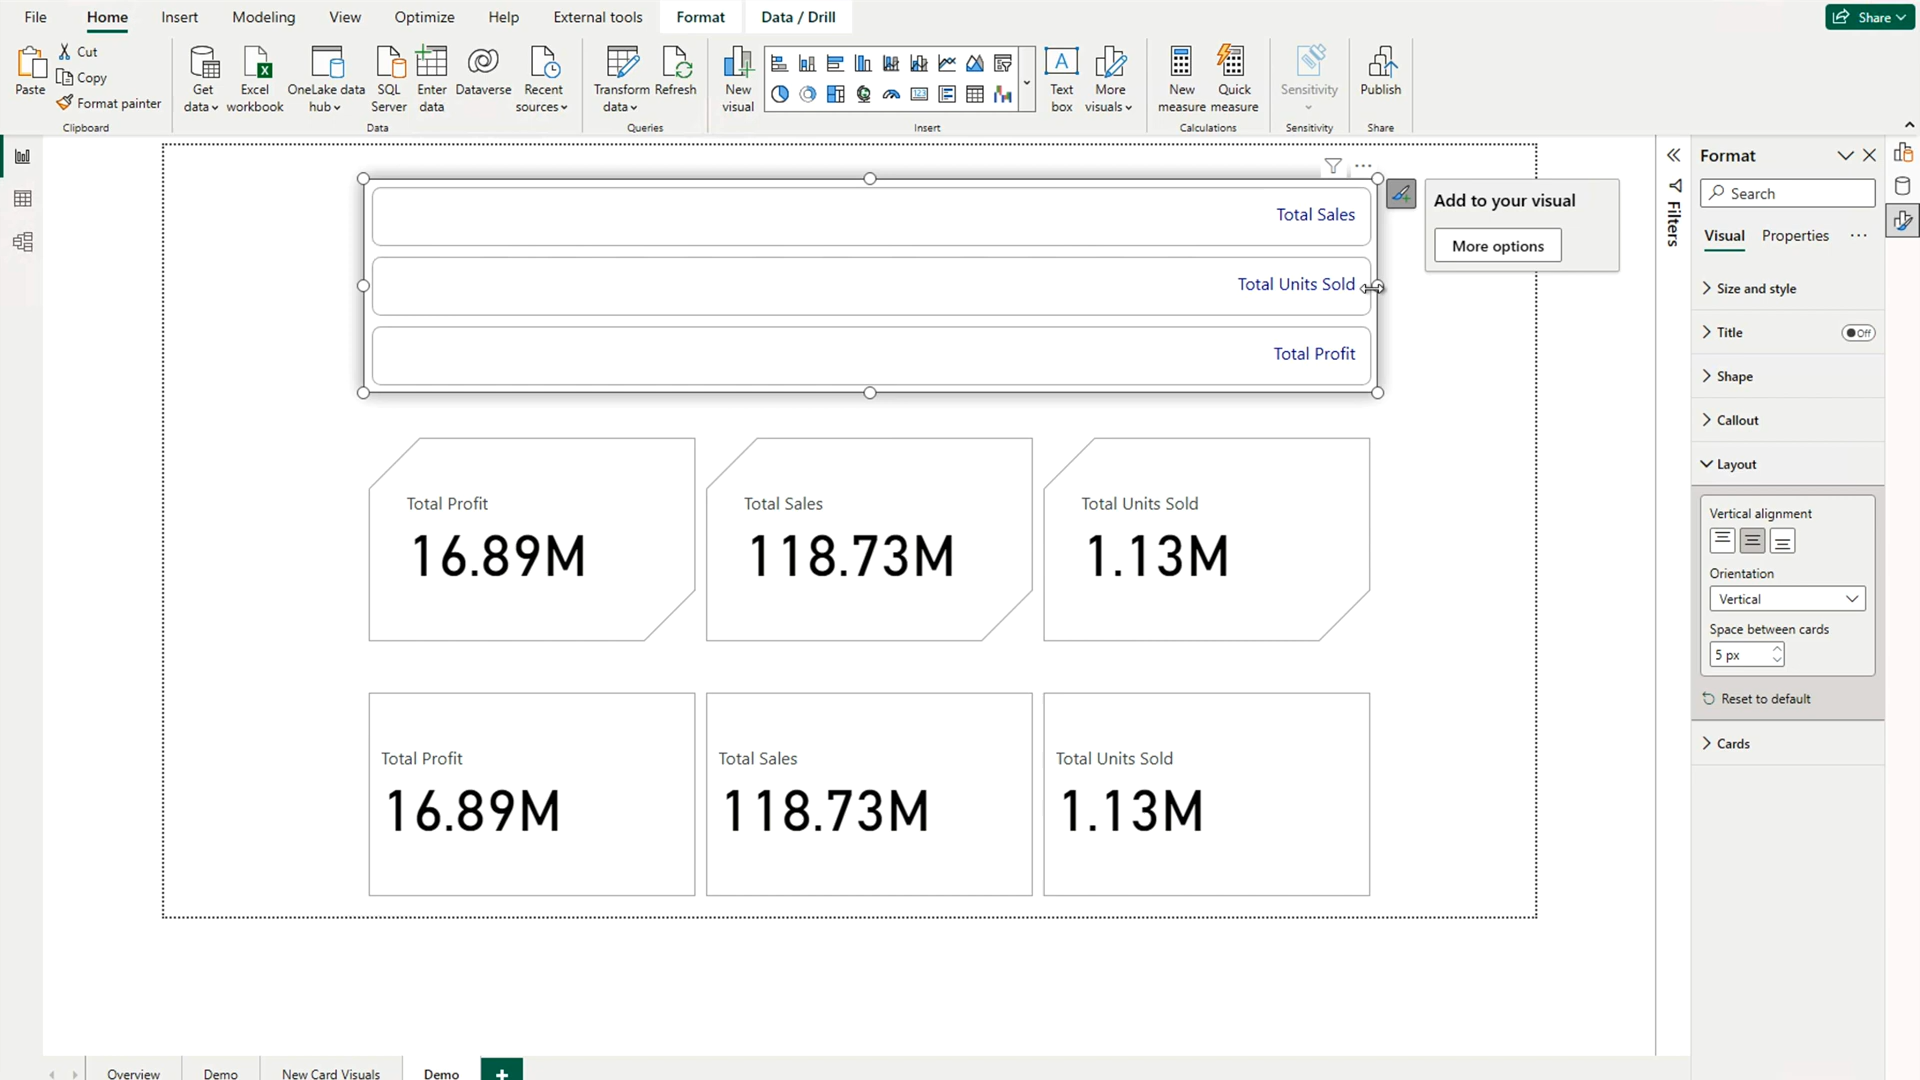 File Home Insert Modeling View Optimize Help External tools Format Data / Drill Share
Paste
Cut
Copy
Format painter
Clipboard
Get data
Excel workbook
OneLake data hub
SQL Server
Enter data
Dataverse
Recent sources
Data
Transform data
Refresh
Queries
New visual
123
A
Text box
More visuals
Insert
New measure
Quick measure
Calculations
Sensitivity
Sensitivity
Publish
Share
Total Sales
Total Units Sold
Total Profit
Add to your visual
More options
Total Profit
16.89M
Total Sales
118.73M
Total Units Sold
1.13M
Total Profit
16.89M
Total Sales
118.73M
Total Units Sold
1.13M
Filters
Format
Search
Visual Properties
Size and style
Title Off
Shape
Callout
Layout
Vertical alignment
Orientation
Vertical
Space between cards
5 px
Reset to default
Cards
Overview Demo New Card Visuals Demo +